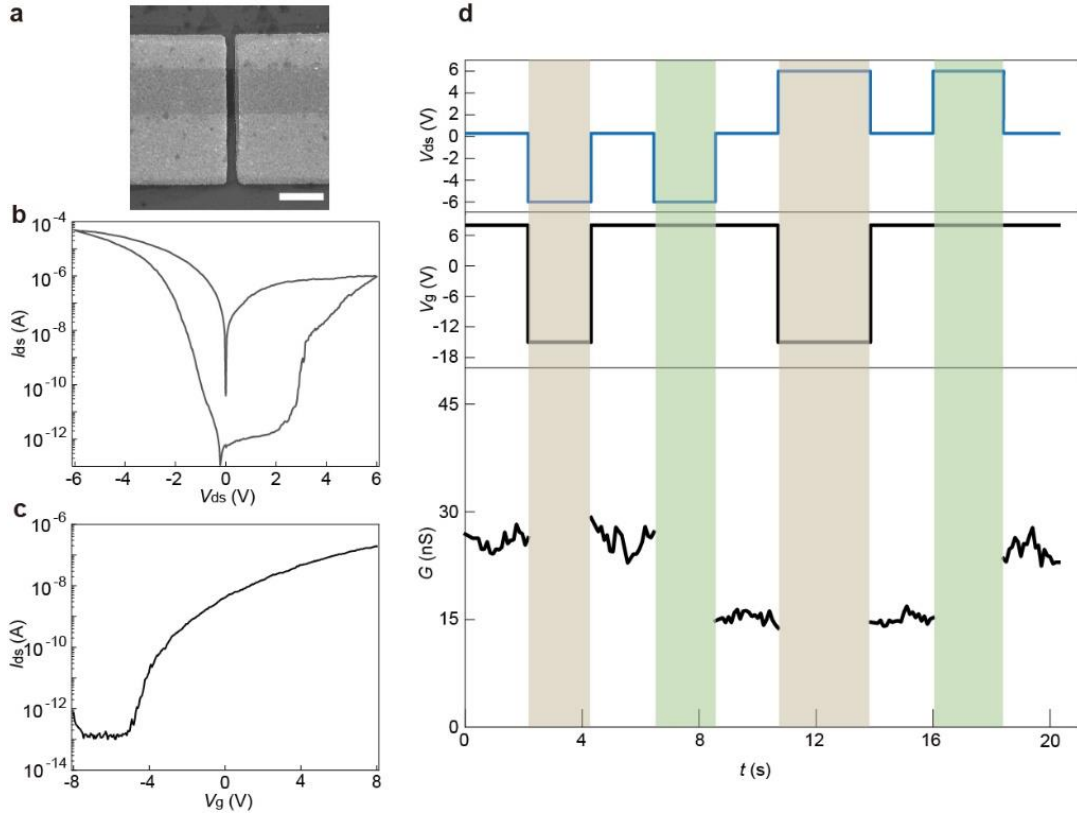 a
b
10⁻⁴
10⁻⁶
10⁻⁸
10⁻¹⁰
10⁻¹²
Ids (A)
-6 -4 -2 0 2 4 6
Vds (V)
c
10⁻⁶
10⁻⁸
10⁻¹⁰
10⁻¹²
10⁻¹⁴
Ids (A)
-8 -4 0 4 8
Vg (V)
d
6
4
2
0
-2
-4
-6
Vds (V)
6
0
-6
-12
-18
Vg (V)
45
30
15
0
G (nS)
0 4 8 12 16 20
t (s)